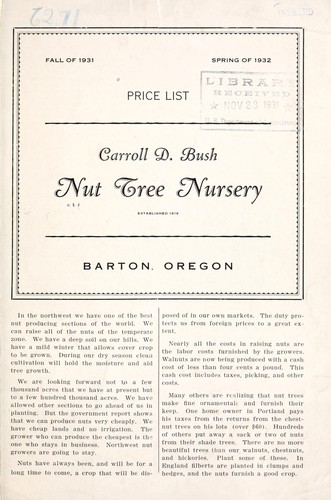 62.71
FALL OF 1931
SPRING OF 1932
PRICE LIST
LIBRARY
RECEIVED
★ NOV 23 1931 ★
Carroll D. Bush
Nut Tree Nursery
BARTON, OREGON
In the northwest we have one of the best
nut producing sections of the world. We
can raise all of the nuts of the temperate
zone. We have a deep soil on our hills. We
have a mild winter that allows cover crop
to be grown. During our dry season clean
cultivation will hold the moisture and aid
tree growth.
We are looking forward not to a few
thousand acres that we have at present but
to a few hundred thousand acres. We have
allowed other sections to go ahead of us in
planting. But the government report shows
that we can produce nuts very cheaply. We
have cheap lands and no irrigation. The
grower who can produce the cheapest is the
one who stays in business. Northwest nut
growers are going to stay.
Nuts have always been, and will be for a
long time to come, a crop that will be dis-
posed of in our own markets. The duty pro-
tects us from foreign prices to a great ex-
tent.
Nearly all the costs in raising nuts are
the labor costs furnished by the growers.
Walnuts are now being produced with a cash
cost of less than four cents a pound. This
cash cost includes taxes, picking, and other
costs.
Many others are realizing that nut trees
make fine ornamentals and furnish their
keep. One home owner in Portland pays
his taxes from the returns from the chest-
nut trees on his lots (over $60). Hundreds
of others put away a sack or two of nuts
from their shade trees. There are no more
beautiful trees than our walnuts, chestnuts,
and hickories. Plant some of these. In
England filberts are planted in clumps and
hedges, and the nuts furnish a good crop.